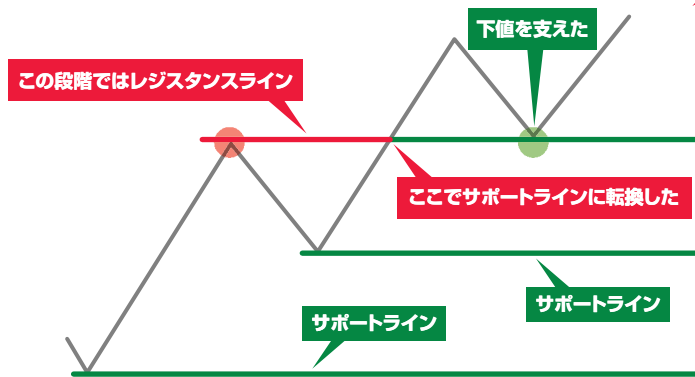 下値を支えた
この段階ではレジスタンスライン
ここでサポートラインに転換した
サポートライン
サポートライン